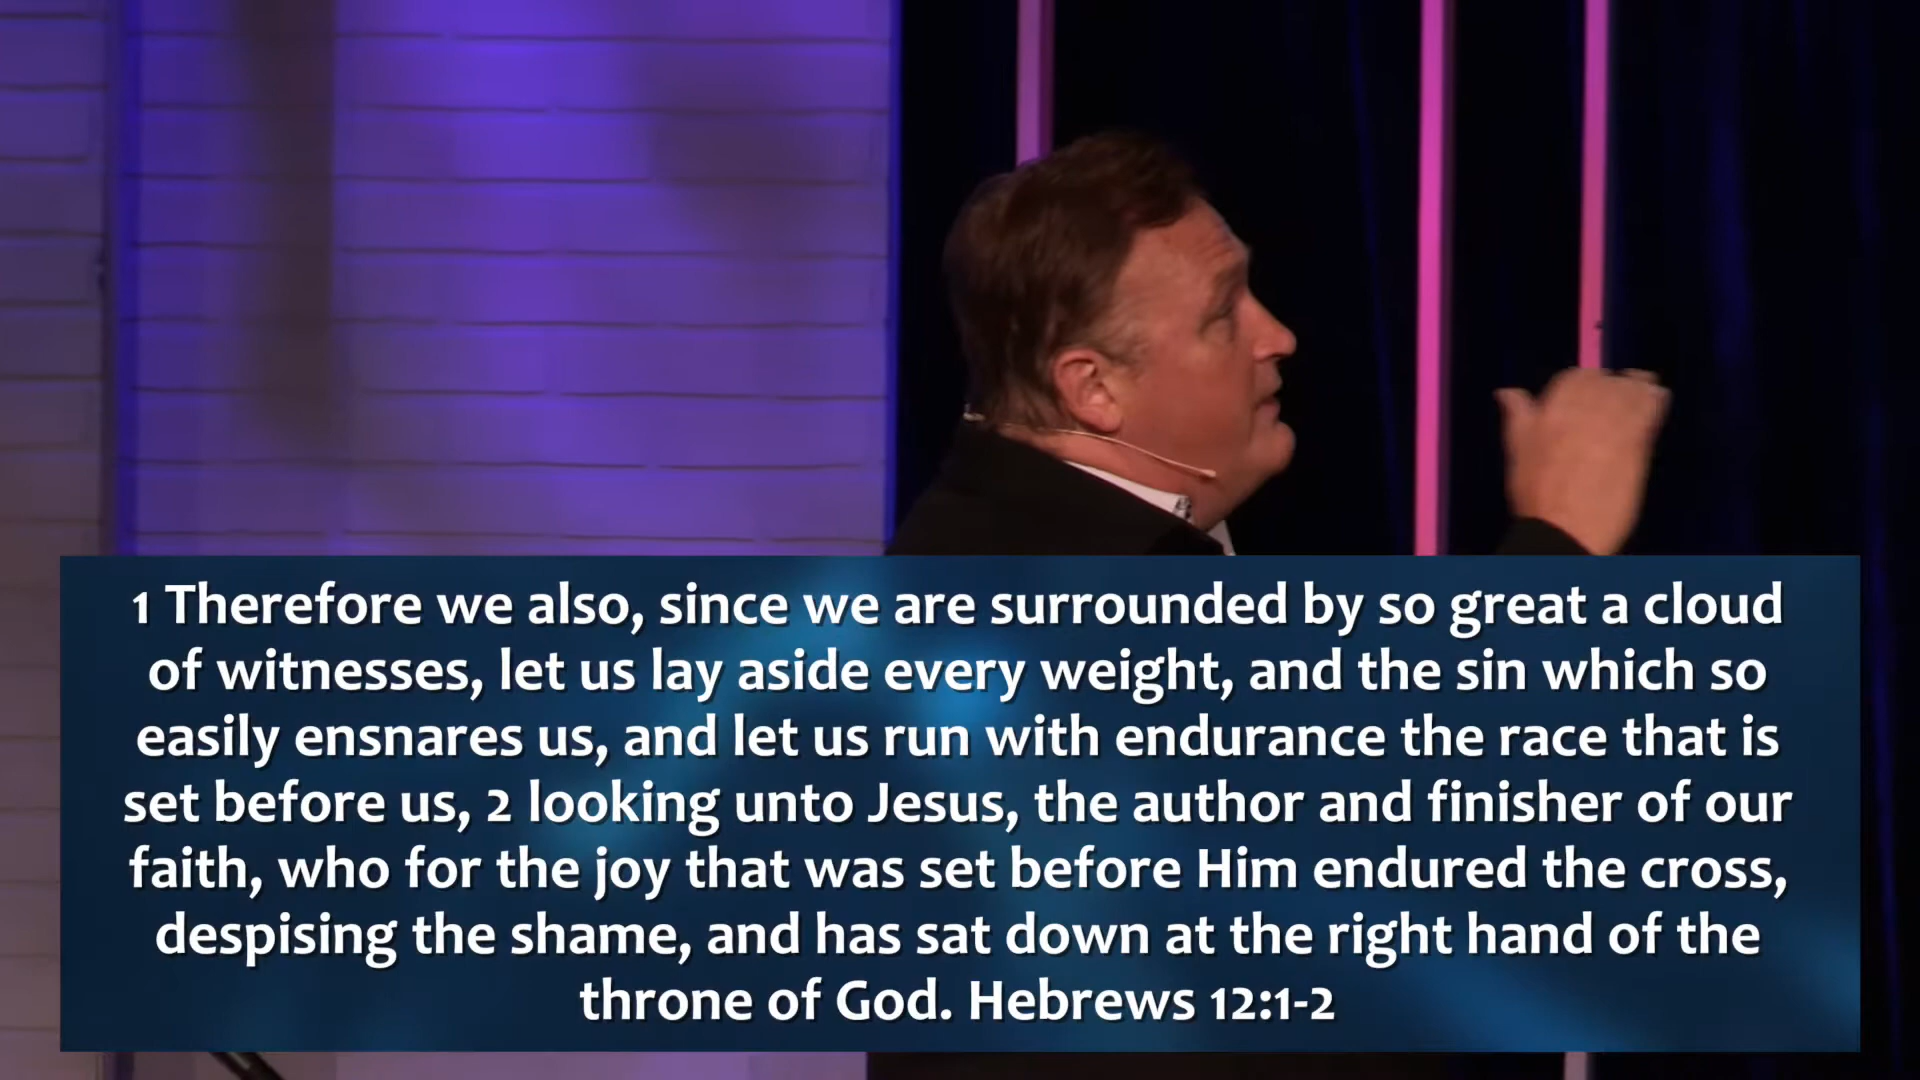 1 Therefore we also, since we are surrounded by so great a cloud
of witnesses, let us lay aside every weight, and the sin which so
easily ensnares us, and let us run with endurance the race that is
set before us, 2 looking unto Jesus, the author and finisher of our
faith, who for the joy that was set before Him endured the cross,
despising the shame, and has sat down at the right hand of the
throne of God. Hebrews 12:1-2